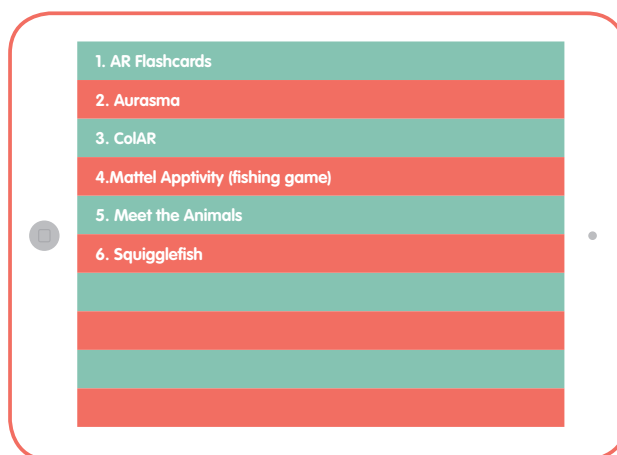 1. AR Flashcards
2. Aurasma
3. ColAR
4.Mattel Apptivity (fishing game)
5. Meet the Animals
6. Squigglefish